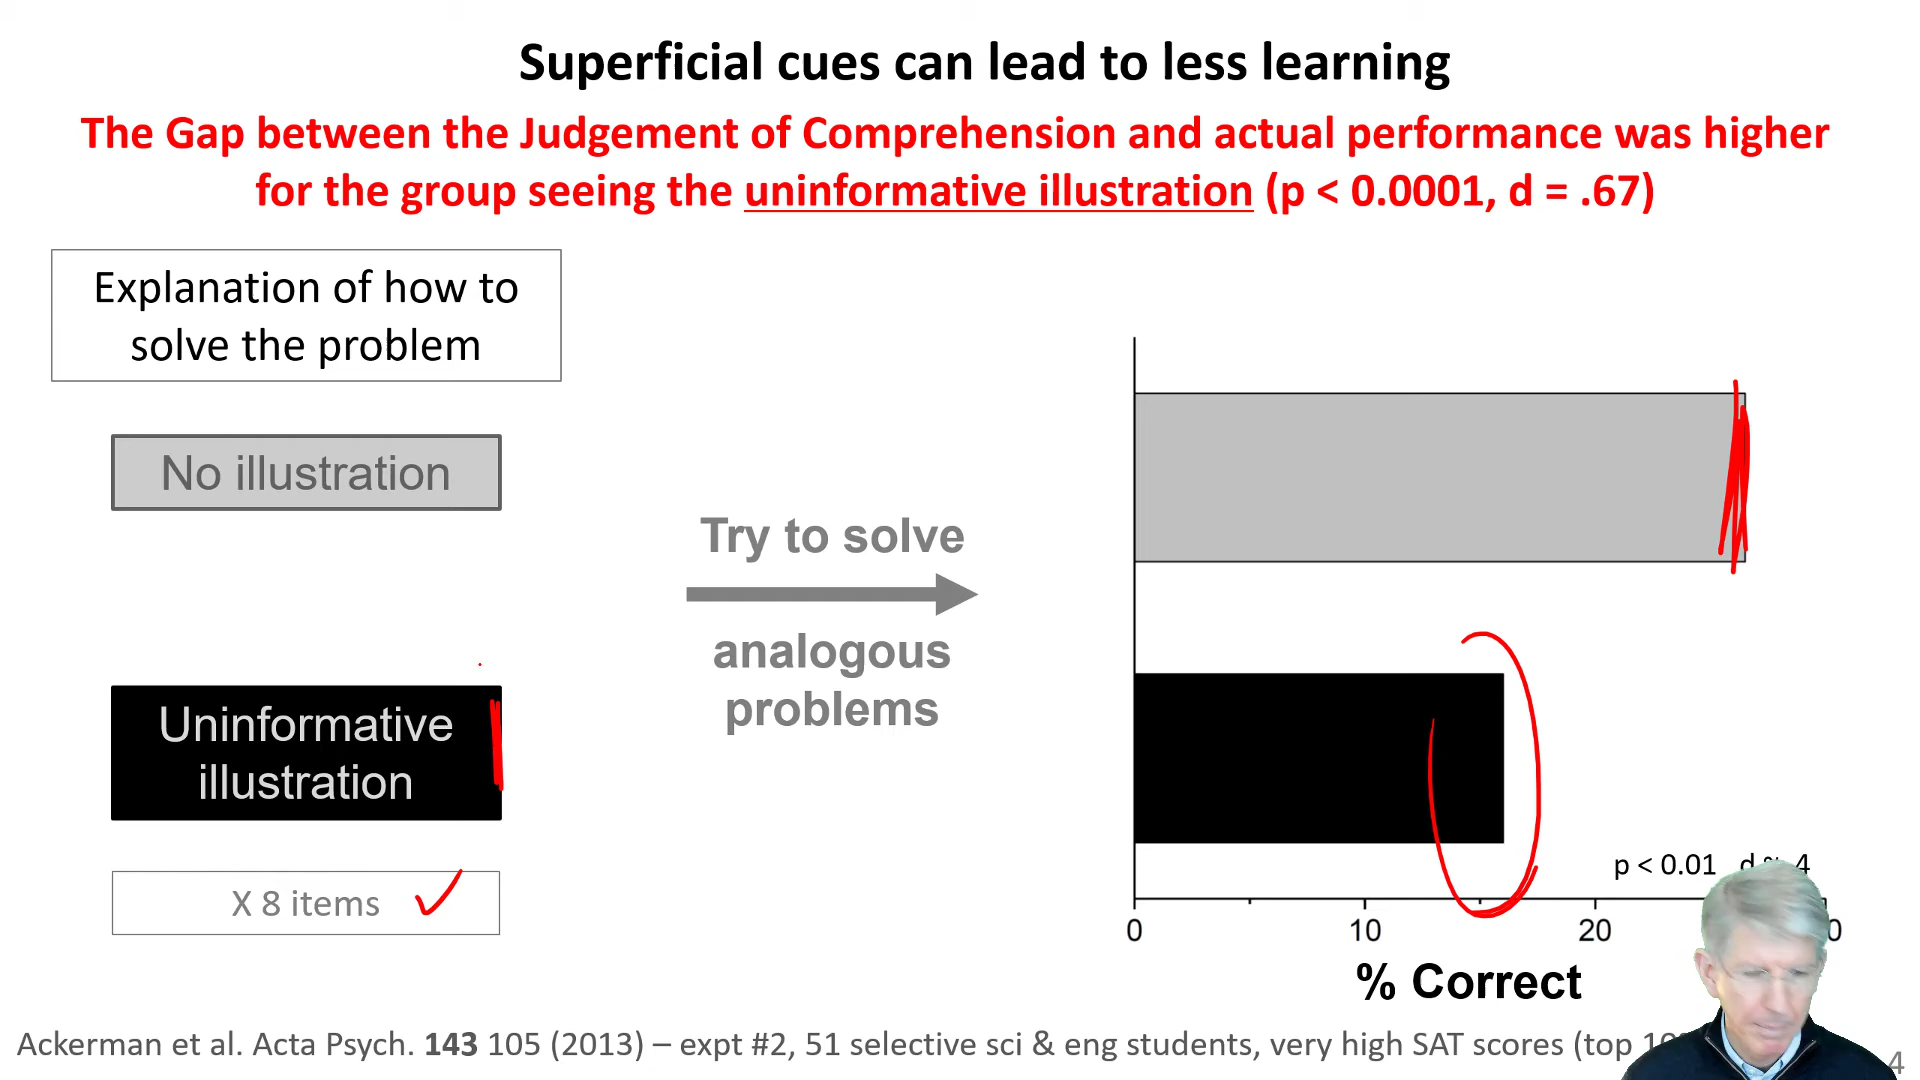 Superficial cues can lead to less learning
The Gap between the Judgement of Comprehension and actual performance was higher
for the group seeing the uninformative illustration (p < 0.0001, d = .67)
Explanation of how to
solve the problem
No illustration
Try to solve
analogous
problems
Uninformative
illustration
X 8 items
p < 0.01
0
10
20
% Correct
Ackerman et al. Acta Psych. 143 105 (2013) – expt #2, 51 selective sci & eng students, very high SAT scores (top
4